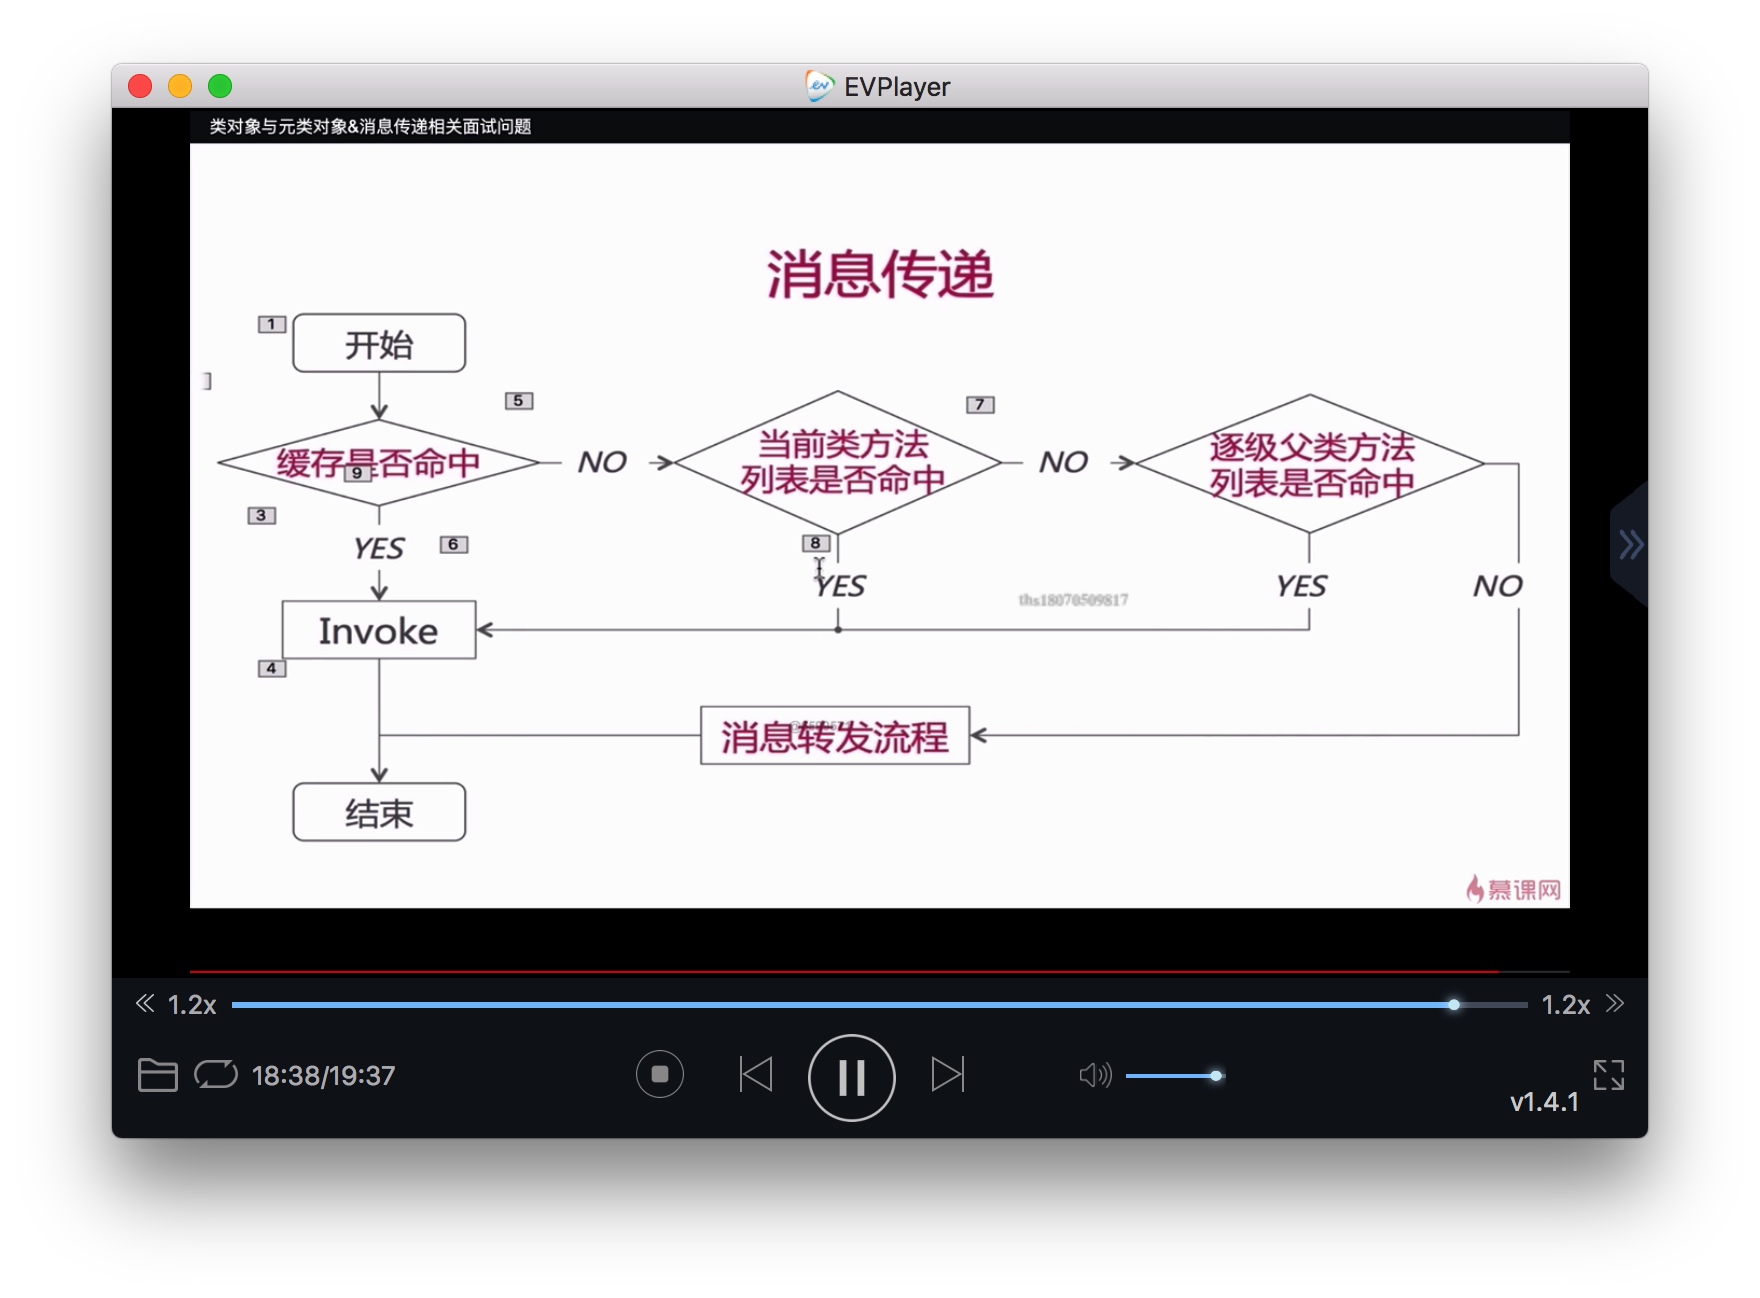 EVPlayer
类对象与元类对象&消息传递相关面试问题
消息传递
1
开始
5
7
缓存是否命中
9
NO
当前类方法
列表是否命中
NO
逐级父类方法
列表是否命中
3
YES
6
8
YES
YES
NO
ths18070509817
Invoke
4
消息转发流程
结束
慕课网
1.2x
1.2x
18:38/19:37
v1.4.1